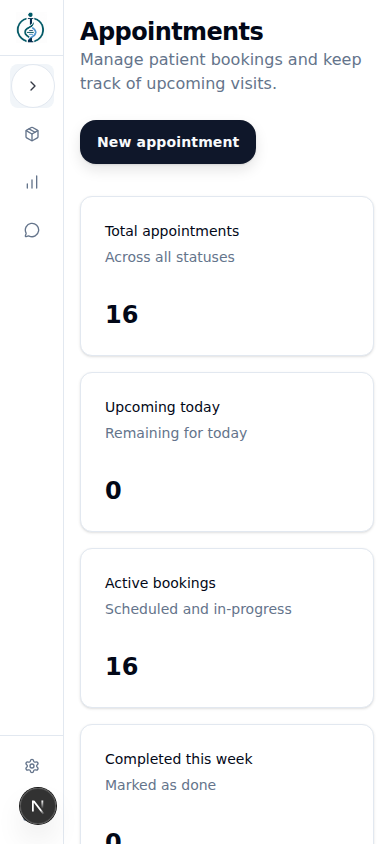 Appointments
Manage patient bookings and keep
track of upcoming visits.
New appointment
Total appointments
Across all statuses
16
Upcoming today
Remaining for today
0
Active bookings
Scheduled and in-progress
16
Completed this week
Marked as done
0
N